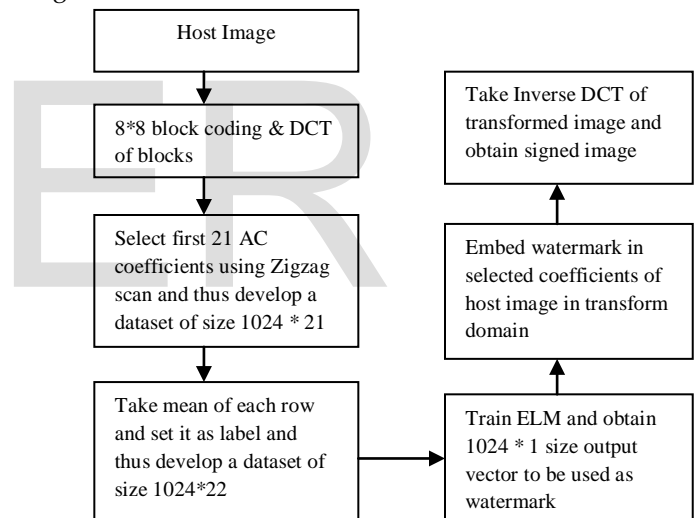 Host Image
8*8 block coding & DCT
of blocks
Select first 21 AC
coefficients using Zigzag
scan and thus develop a
dataset of size 1024 * 21
Take mean of each row
and set it as label and
thus develop a dataset of
size 1024*22
Train ELM and obtain
1024 * 1 size output
vector to be used as
watermark
Embed watermark in
selected coefficients of
host image in transform
domain
Take Inverse DCT of
transformed image and
obtain signed image
ER